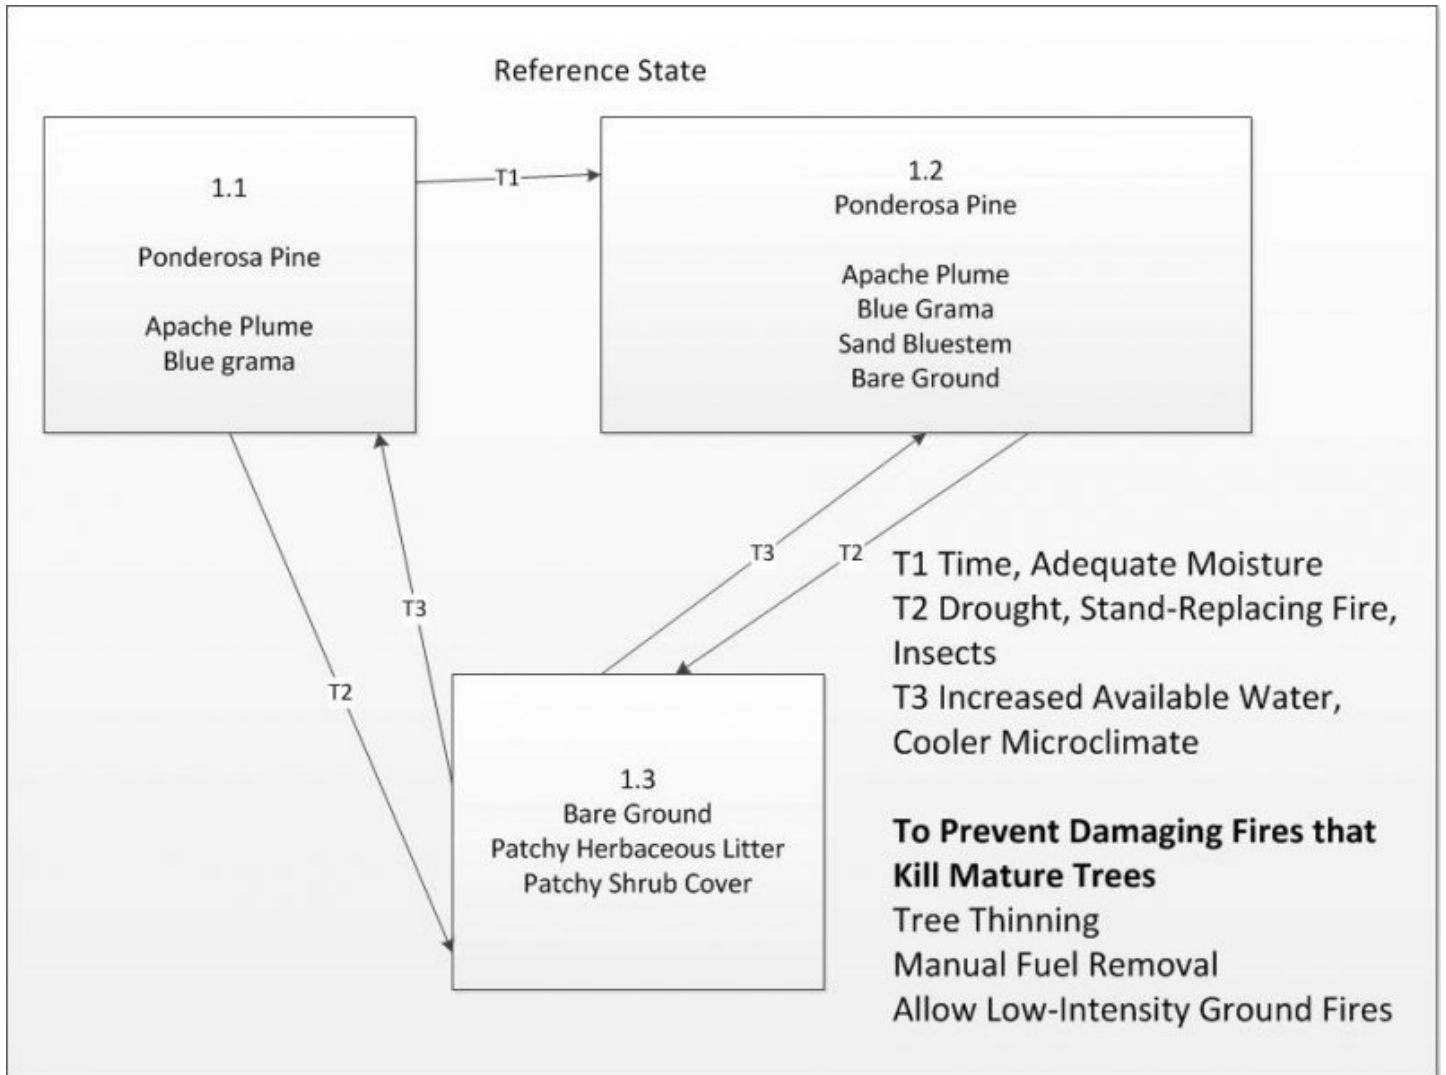 Reference State
1.1
Ponderosa Pine
Apache Plume
Blue grama
T1
1.2
Ponderosa Pine
Apache Plume
Blue Grama
Sand Bluestem
Bare Ground
T3
T2
T3
T2
1.3
Bare Ground
Patchy Herbaceous Litter
Patchy Shrub Cover
T1 Time, Adequate Moisture
T2 Drought, Stand-Replacing Fire,
Insects
T3 Increased Available Water,
Cooler Microclimate
To Prevent Damaging Fires that
Kill Mature Trees
Tree Thinning
Manual Fuel Removal
Allow Low-Intensity Ground Fires